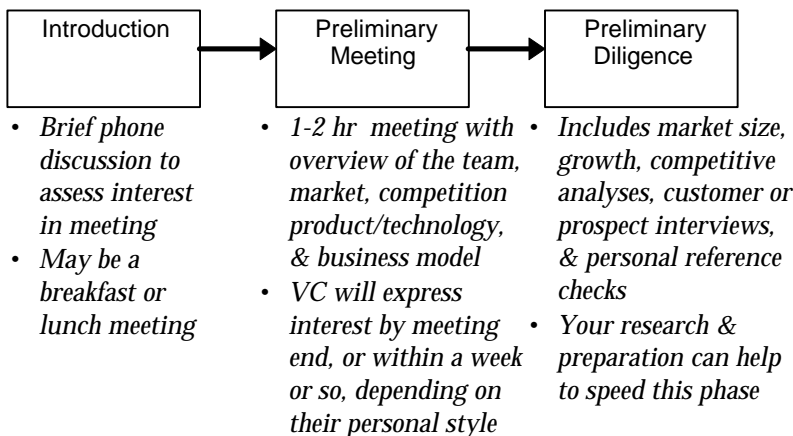 Introduction
Preliminary
Meeting
Preliminary
Diligence
• Brief phone
discussion to
assess interest
in meeting
• May be a
breakfast or
lunch meeting
• 1-2 hr meeting with
overview of the team,
market, competition
product/technology,
& business model
• VC will express
interest by meeting
end, or within a week
or so, depending on
their personal style
• Includes market size,
growth, competitive
analyses, customer or
prospect interviews,
& personal reference
checks
• Your research &
preparation can help
to speed this phase